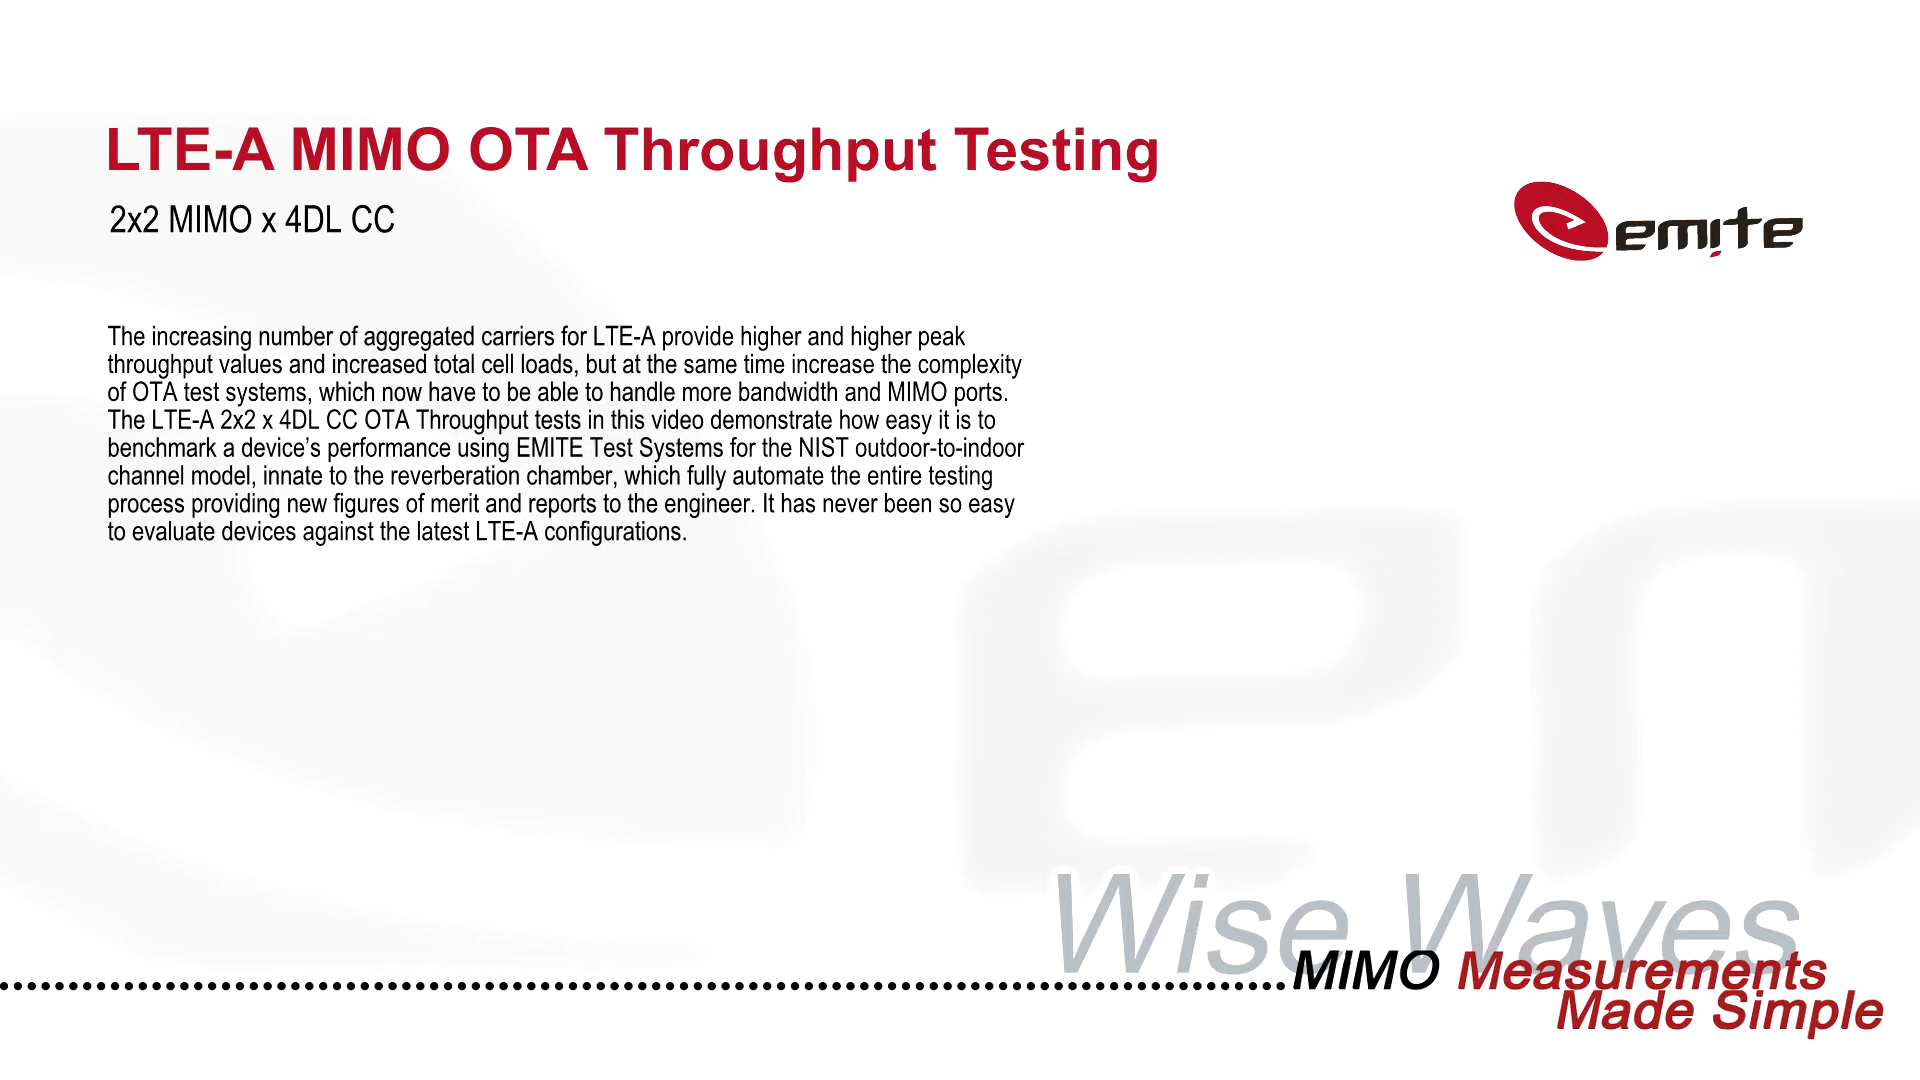 LTE-A MIMO OTA Throughput Testing
2x2 MIMO x 4DL CC
emite
The increasing number of aggregated carriers for LTE-A provide higher and higher peak
throughput values and increased total cell loads, but at the same time increase the complexity
of OTA test systems, which now have to be able to handle more bandwidth and MIMO ports.
The LTE-A 2x2 x 4DL CC OTA Throughput tests in this video demonstrate how easy it is to
benchmark a device’s performance using EMITE Test Systems for the NIST outdoor-to-indoor
channel model, innate to the reverberation chamber, which fully automate the entire testing
process providing new figures of merit and reports to the engineer. It has never been so easy
to evaluate devices against the latest LTE-A configurations.
Wise Waves
MIMO Measurements
Made Simple